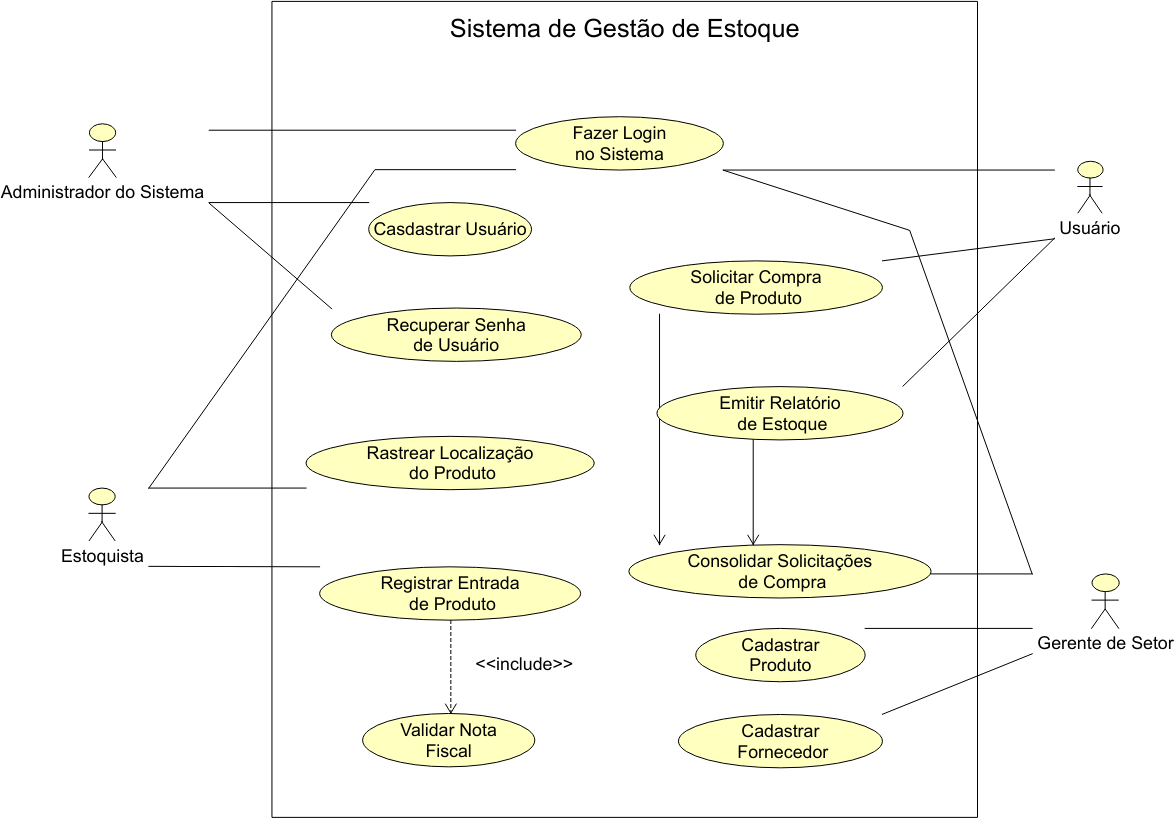 Sistema de Gestão de Estoque
Fazer Login
no Sistema
Administrador do Sistema
Usuário
Casdastrar Usuário
Solicitar Compra
de Produto
Recuperar Senha
de Usuário
Emitir Relatório
de Estoque
Rastrear Localização
do Produto
Estoquista
Consolidar Solicitações
de Compra
Registrar Entrada
de Produto
Gerente de Setor
Cadastrar
Produto
<<include>>
Validar Nota
Fiscal
Cadastrar
Fornecedor